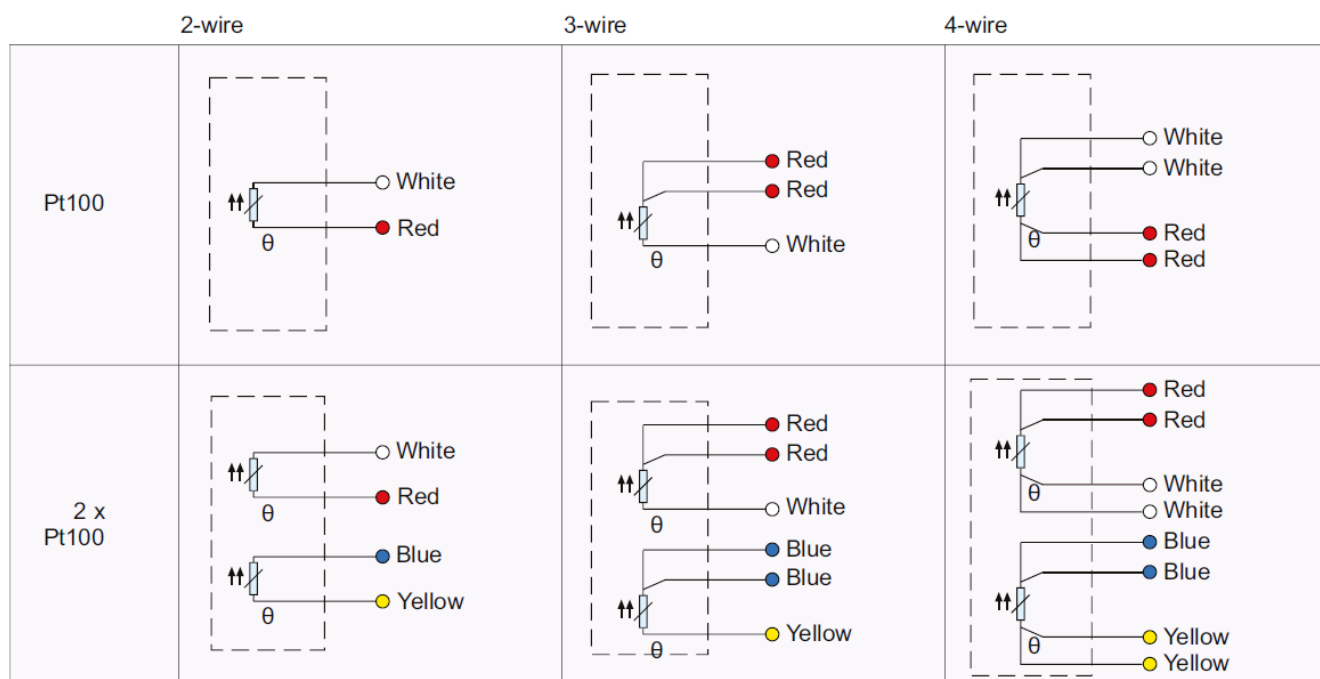 2-wire 3-wire 4-wire
Pt100
White
Red
θ
Red
Red
White
θ
White
White
Red
Red
θ
2 x
Pt100
White
Red
θ
Blue
Yellow
θ
Red
Red
White
θ
Blue
Blue
Yellow
θ
Red
Red
White
White
θ
Blue
Blue
Yellow
Yellow
θ